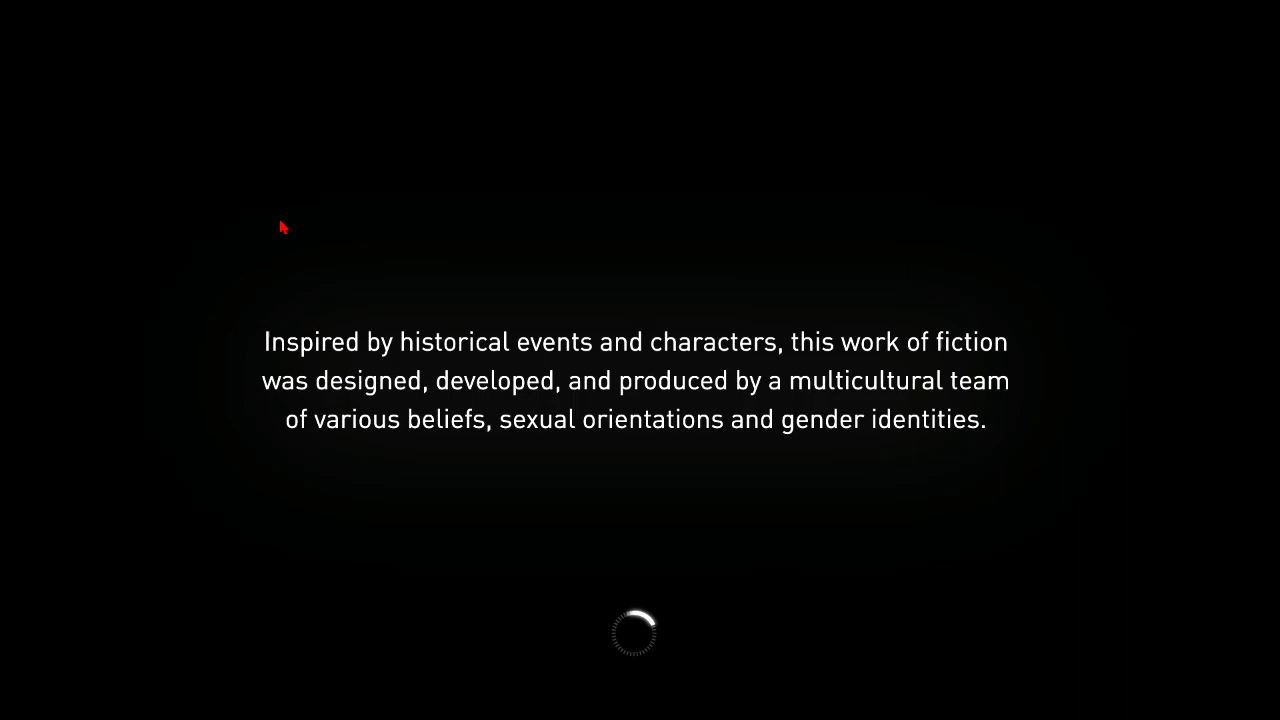 Inspired by historical events and characters, this work of fiction
was designed, developed, and produced by a multicultural team
of various beliefs, sexual orientations and gender identities.